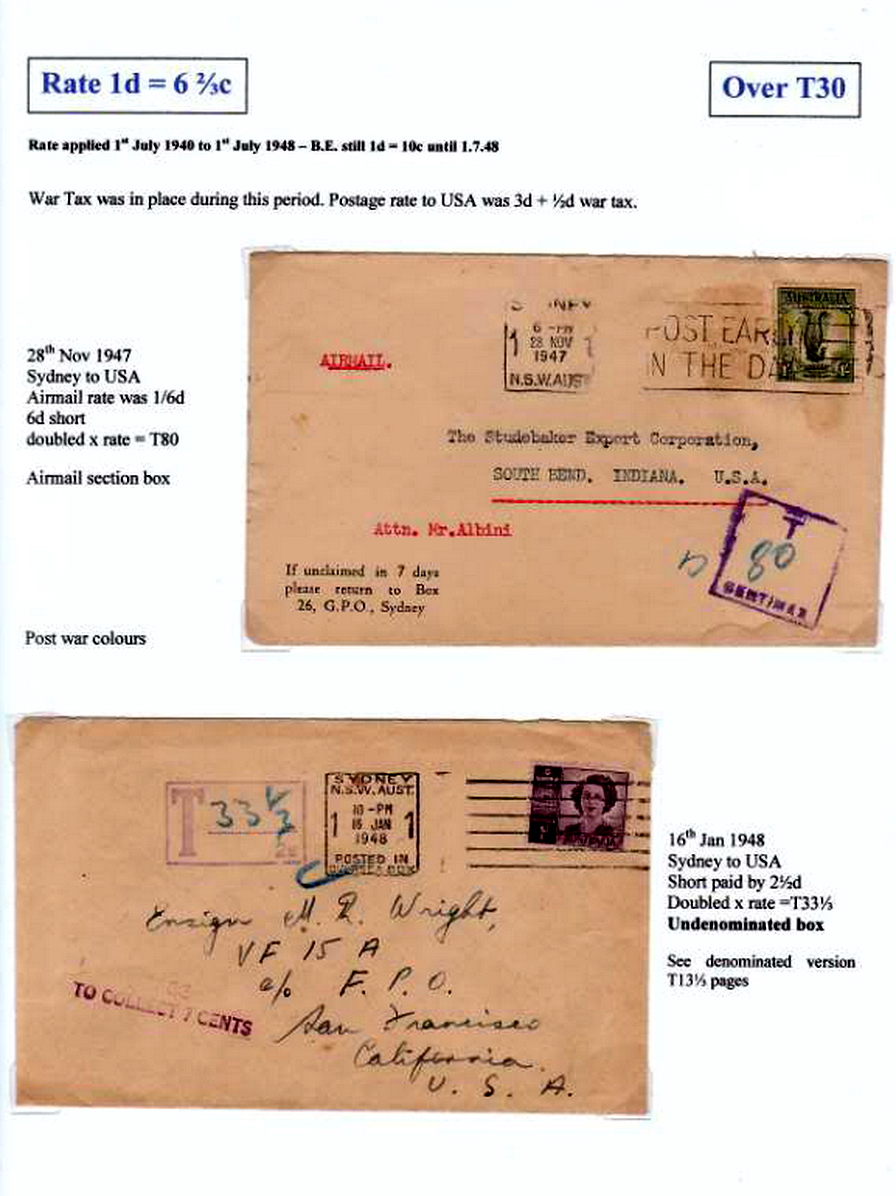 Rate 1d = 6 ⅔c
Over T30
Rate applied 1st July 1940 to 1st July 1948 – B.E. still 1d = 10c until 1.7.48
War Tax was in place during this period. Postage rate to USA was 3d + ½d war tax.
28th Nov 1947
Sydney to USA
Airmail rate was 1/6d
6d short
doubled x rate = T80
Airmail section box
Post war colours
AUSTRALIA
6 -PM
1 28 NOV 1
1947
N.S.W. AUST
POST EARLY
IN THE DAY
AIRMAIL.
The Studebaker Export Corporation,
SOUTH BEND. INDIANA. U.S.A.
Attn. Mr.Albini
T
80
CENTIMES
If unclaimed in 7 days
please return to Box
26, G.P.O., Sydney
T 33⅓
SYDNEY
N.S.W. AUST.
10-PM
1 16 JAN 1
1948
POSTED IN
AUSTRALIA
Ensign M. R. Wright,
VF 15 A
c/o F. P. O.
San Francisco
California.
U. S. A.
TO COLLECT 7 CENTS
16th Jan 1948
Sydney to USA
Short paid by 2½d
Doubled x rate =T33⅓
Undenominated box
See denominated version
T13⅓ pages